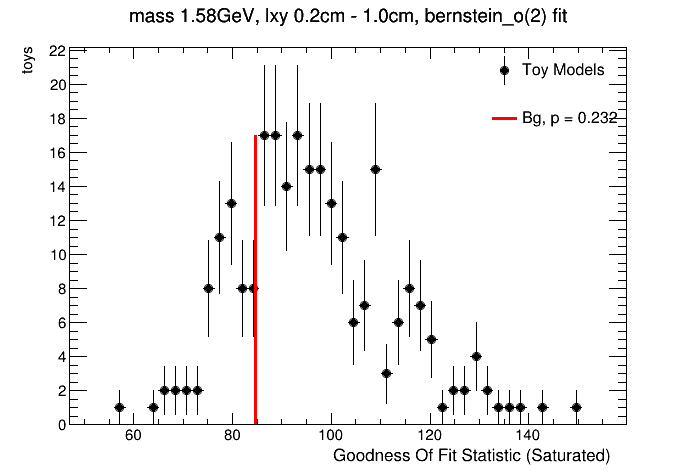 mass 1.58GeV, lxy 0.2cm - 1.0cm, bernstein_o(2) fit
toys
22
20
18
16
14
12
10
8
6
4
2
0
Toy Models
Bg, p = 0.232
60 80 100 120 140
Goodness Of Fit Statistic (Saturated)